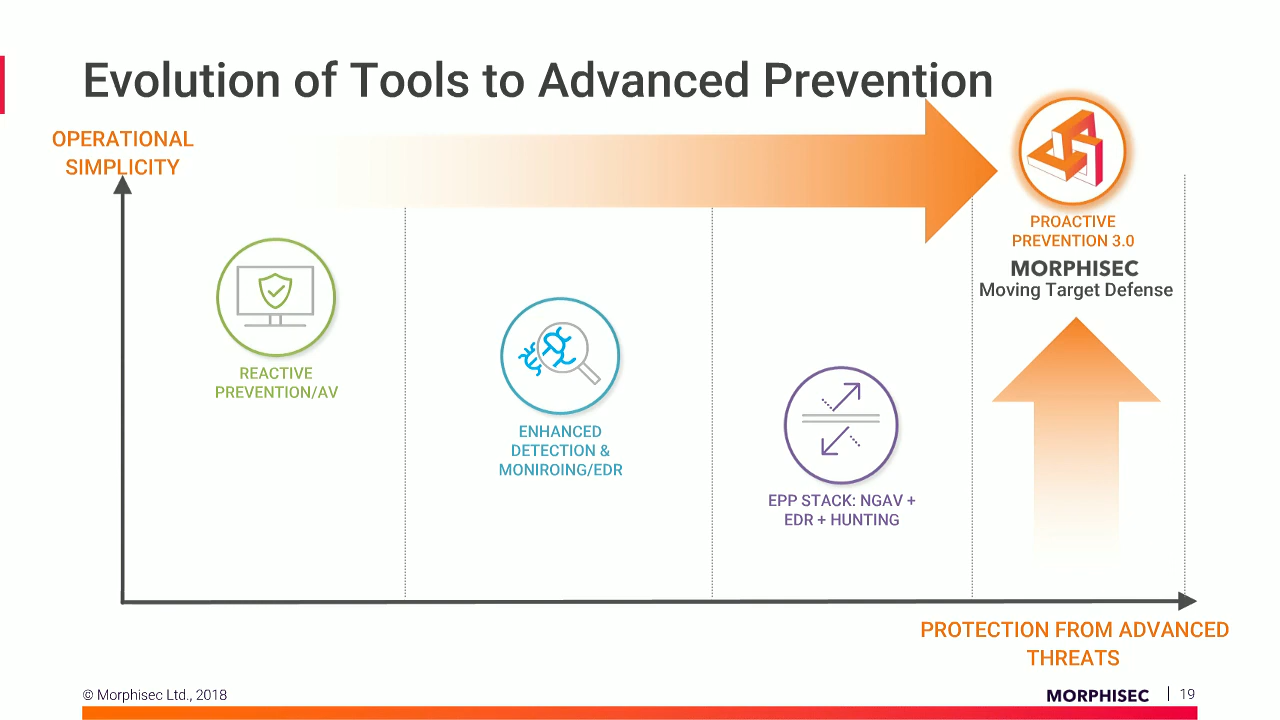 Evolution of Tools to Advanced Prevention
OPERATIONAL
SIMPLICITY
REACTIVE
PREVENTION/AV
ENHANCED
DETECTION &
MONIROING/EDR
EPP STACK: NGAV +
EDR + HUNTING
PROACTIVE
PREVENTION 3.0
MORPHISEC
Moving Target Defense
PROTECTION FROM ADVANCED
THREATS
© Morphisec Ltd., 2018
MORPHISEC | 19